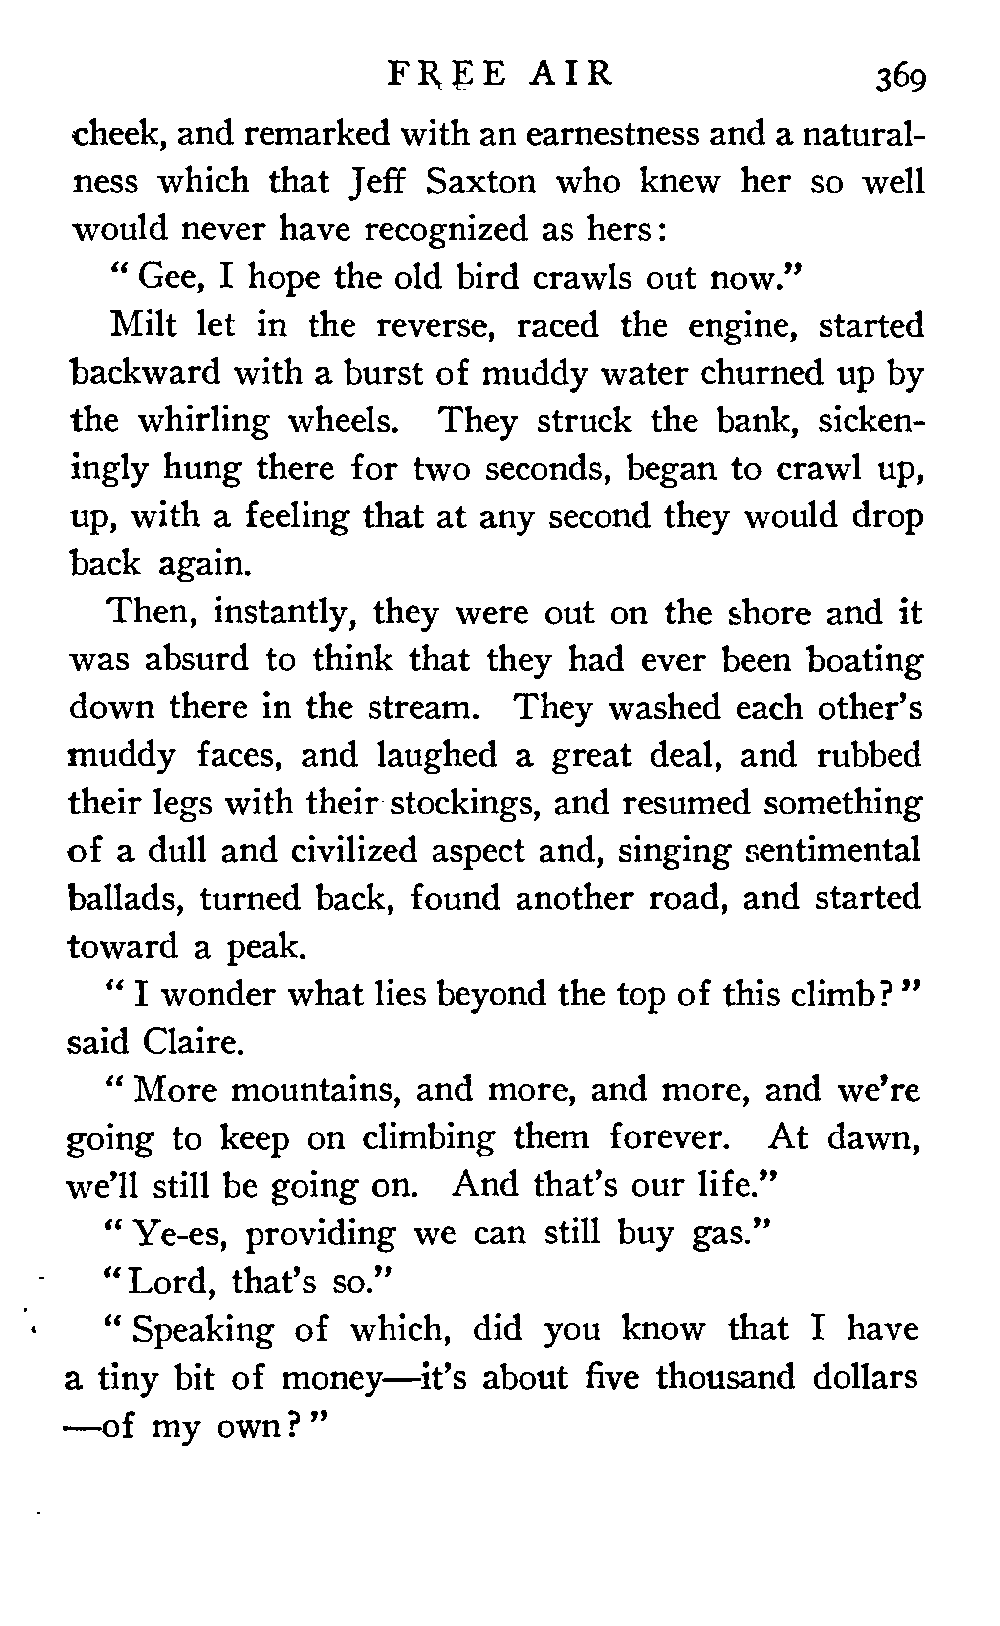 FREE AIR 369
cheek, and remarked with an earnestness and a natural-
ness which that Jeff Saxton who knew her so well
would never have recognized as hers:
“Gee, I hope the old bird crawls out now.”
Milt let in the reverse, raced the engine, started
backward with a burst of muddy water churned up by
the whirling wheels. They struck the bank, sicken-
ingly hung there for two seconds, began to crawl up,
up, with a feeling that at any second they would drop
back again.
Then, instantly, they were out on the shore and it
was absurd to think that they had ever been boating
down there in the stream. They washed each other’s
muddy faces, and laughed a great deal, and rubbed
their legs with their stockings, and resumed something
of a dull and civilized aspect and, singing sentimental
ballads, turned back, found another road, and started
toward a peak.
“I wonder what lies beyond the top of this climb?”
said Claire.
“More mountains, and more, and more, and we’re
going to keep on climbing them forever. At dawn,
we’ll still be going on. And that’s our life.”
“Ye-es, providing we can still buy gas.”
“Lord, that’s so.”
“Speaking of which, did you know that I have
a tiny bit of money—it’s about five thousand dollars
—of my own?”